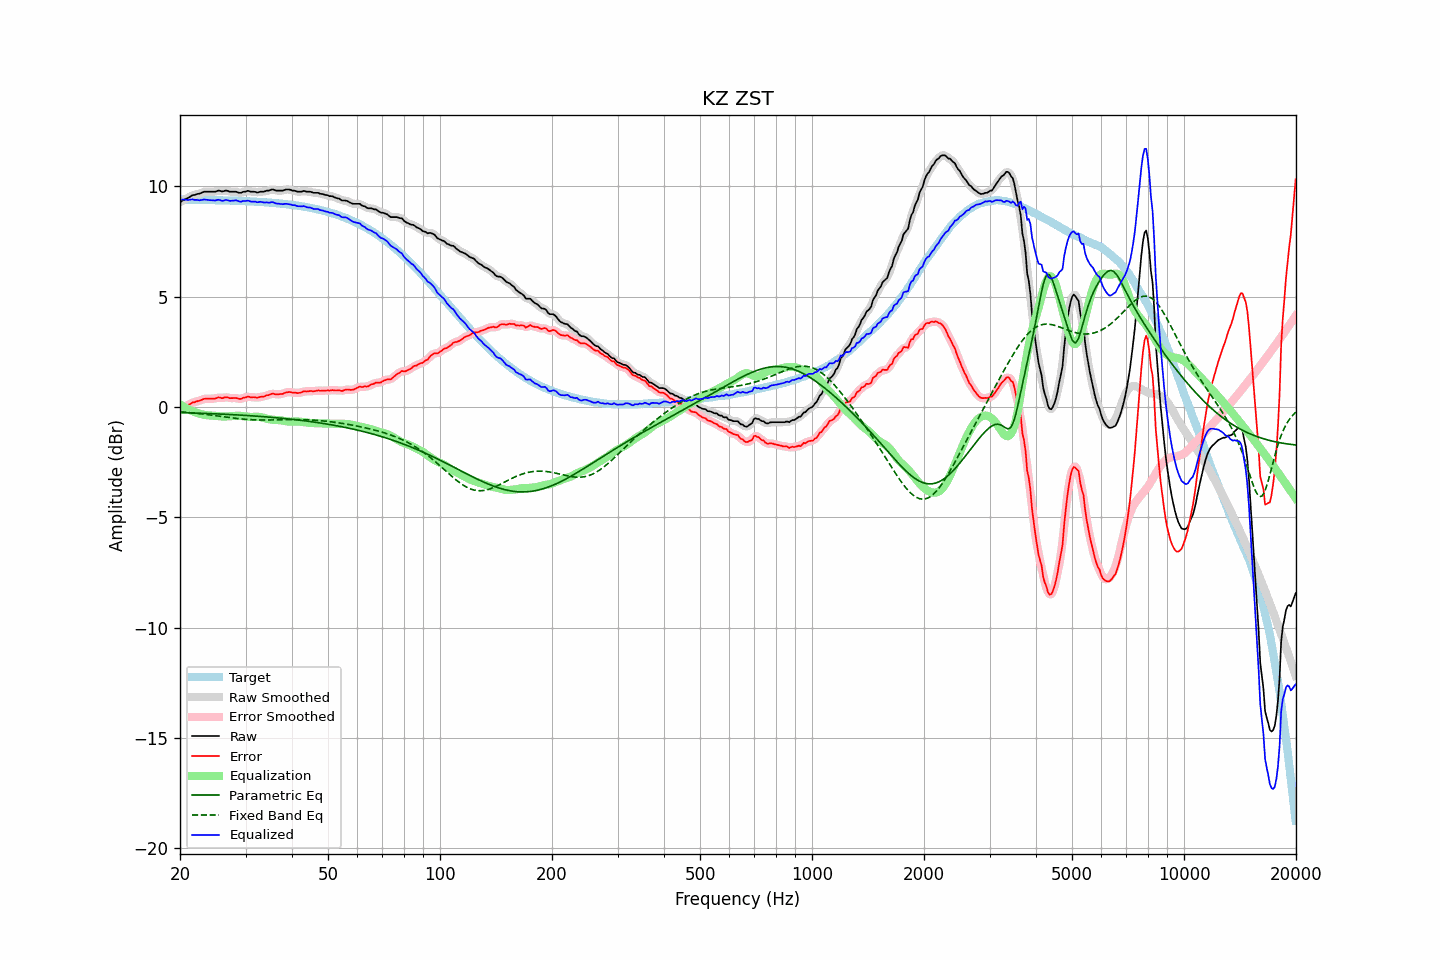 KZ ZST
Amplitude (dBr)
10
5
0
−5
−10
−15
−20
Target
Raw Smoothed
Error Smoothed
Raw
Error
Equalization
Parametric Eq
Fixed Band Eq
Equalized
20 50 100 200 500 1000 2000 5000 10000 20000
Frequency (Hz)